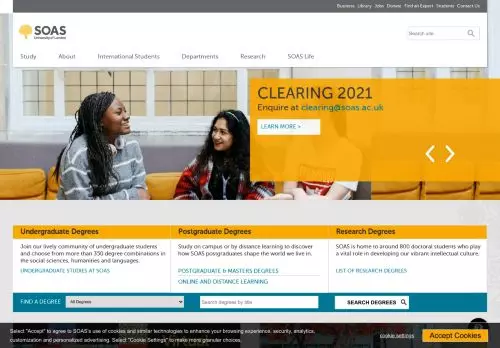 Business Library Jobs Donate Find an Expert Students Contact Us
SOAS
University of London
Search site
Study About International Students Departments Research SOAS Life
CLEARING 2021
Enquire at clearing@soas.ac.uk
LEARN MORE >
Undergraduate Degrees
Join our lively community of undergraduate students
and choose from more than 350 degree combinations in
the social sciences, humanities and languages.
UNDERGRADUATE STUDIES AT SOAS
Postgraduate Degrees
Study on campus or by distance learning to discover
how SOAS postgraduates shape the world we live in.
POSTGRADUATE & MASTERS DEGREES
ONLINE AND DISTANCE LEARNING
Research Degrees
SOAS is home to around 800 doctoral students who play
a vital role in developing our vibrant intellectual culture.
LIST OF RESEARCH DEGREES
FIND A DEGREE All Degrees Search degrees by title SEARCH DEGREES
Select "Accept" to agree to SOAS's use of cookies and similar technologies to enhance your browsing experience, security, analytics,
customization and personalized advertising. Select "Cookie Settings" to make more granular choices.
cookie settings
Accept Cookies